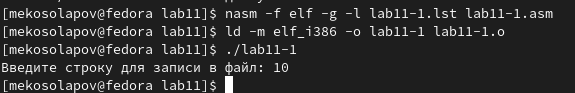 [mekosolapov@fedora lab11]$ nasm -f elf -g -l lab11-1.lst lab11-1.asm
[mekosolapov@fedora lab11]$ ld -m elf_i386 -o lab11-1 lab11-1.o
[mekosolapov@fedora lab11]$ ./lab11-1
Введите строку для записи в файл: 10
[mekosolapov@fedora lab11]$